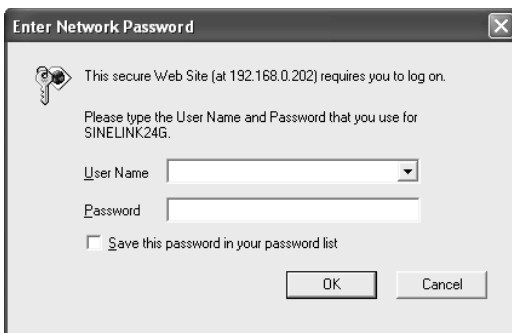 Enter Network Password
This secure Web Site (at 192.168.0.202) requires you to log on.
Please type the User Name and Password that you use for
SINELINK24G.
User Name
Password
Save this password in your password list
OK
Cancel